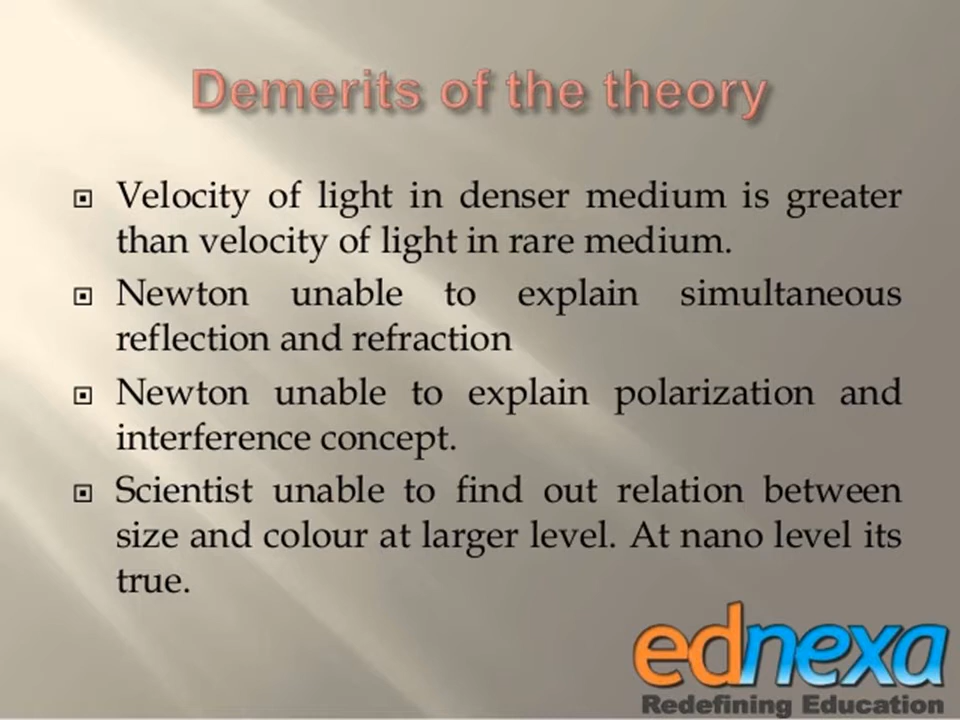 Demerits of the theory
Velocity of light in denser medium is greater
than velocity of light in rare medium.
Newton unable to explain simultaneous
reflection and refraction
Newton unable to explain polarization and
interference concept.
Scientist unable to find out relation between
size and colour at larger level. At nano level its
true.
ednexa
Redefining Education